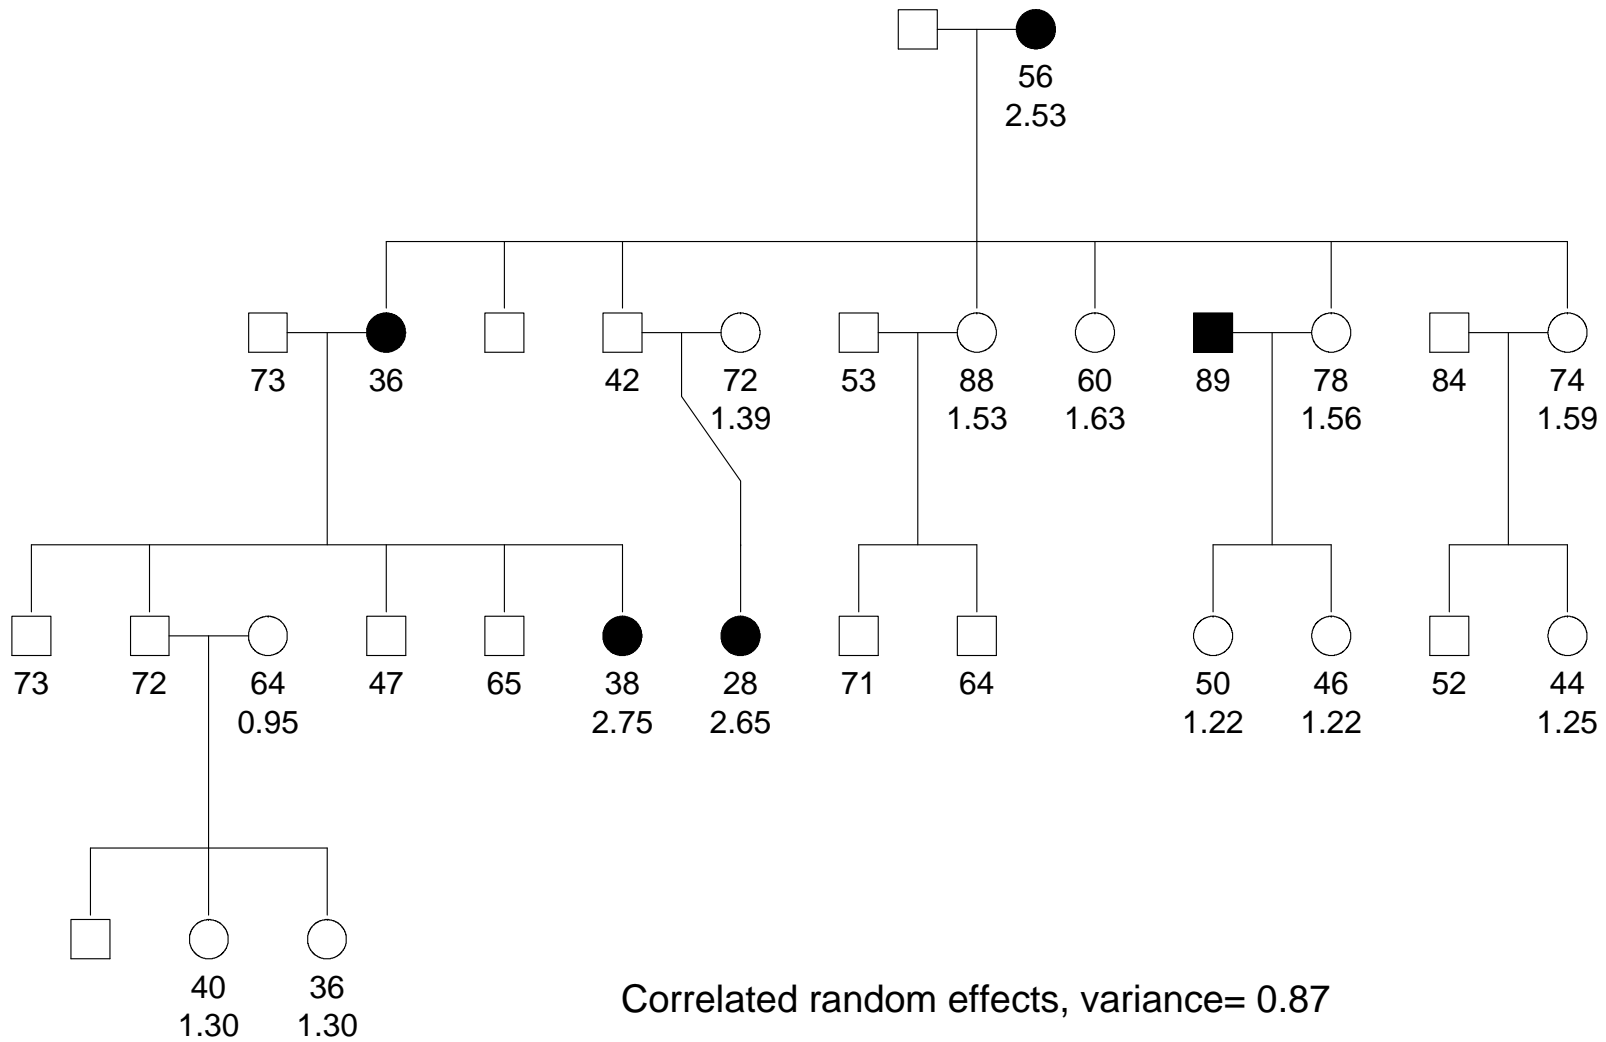 56
2.53
73 36 42 72 53 88 60 89 78 84 74
1.39 1.53 1.63 1.56 1.59
73 72 64 47 65 38 28 71 64 50 46 52 44
0.95 2.75 2.65 1.22 1.22 1.25
40 36
1.30 1.30
Correlated random effects, variance= 0.87